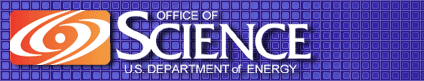 OFFICE OF
SCIENCE
U.S. DEPARTMENT of ENERGY